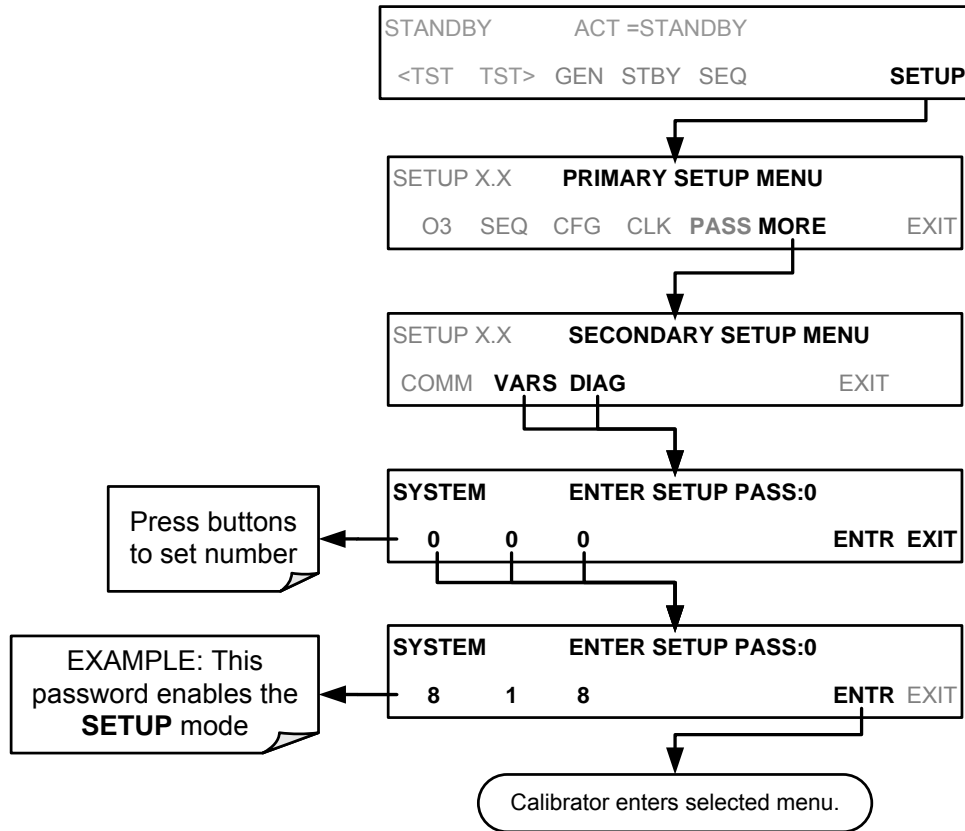 STANDBY ACT =STANDBY
<TST TST> GEN STBY SEQ SETUP
SETUP X.X PRIMARY SETUP MENU
O3 SEQ CFG CLK PASS MORE EXIT
SETUP X.X SECONDARY SETUP MENU
COMM VARS DIAG EXIT
SYSTEM ENTER SETUP PASS:0
0 0 0 ENTR EXIT
Press buttons
to set number
SYSTEM ENTER SETUP PASS:0
8 1 8 ENTR EXIT
EXAMPLE: This
password enables the
SETUP mode
Calibrator enters selected menu.